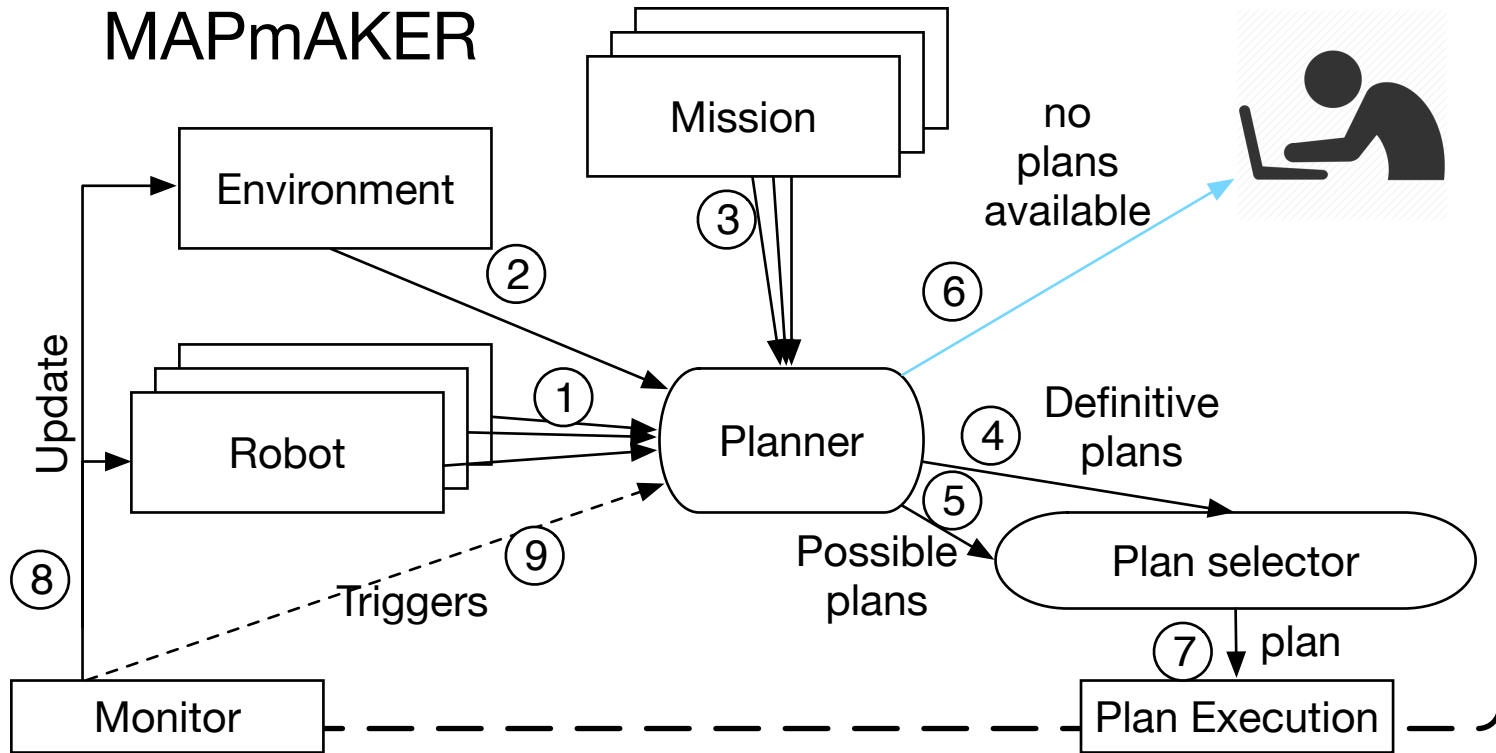 MAPmAKER
Mission
no
plans
available
Environment
3
2
6
Update
1
Robot
Planner
Definitive
plans
4
5
9
Possible
plans
Plan selector
8
Triggers
7
plan
Monitor
Plan Execution